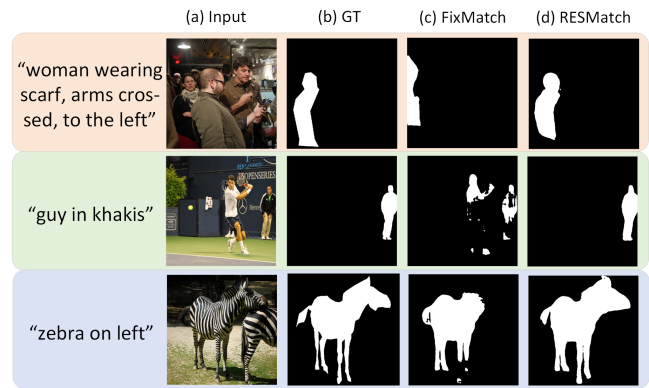 (a) Input (b) GT (c) FixMatch (d) RESMatch
“woman wearing
scarf, arms cros-
sed, to the left”
USOPENSERIES
“guy in khakis”
“zebra on left”